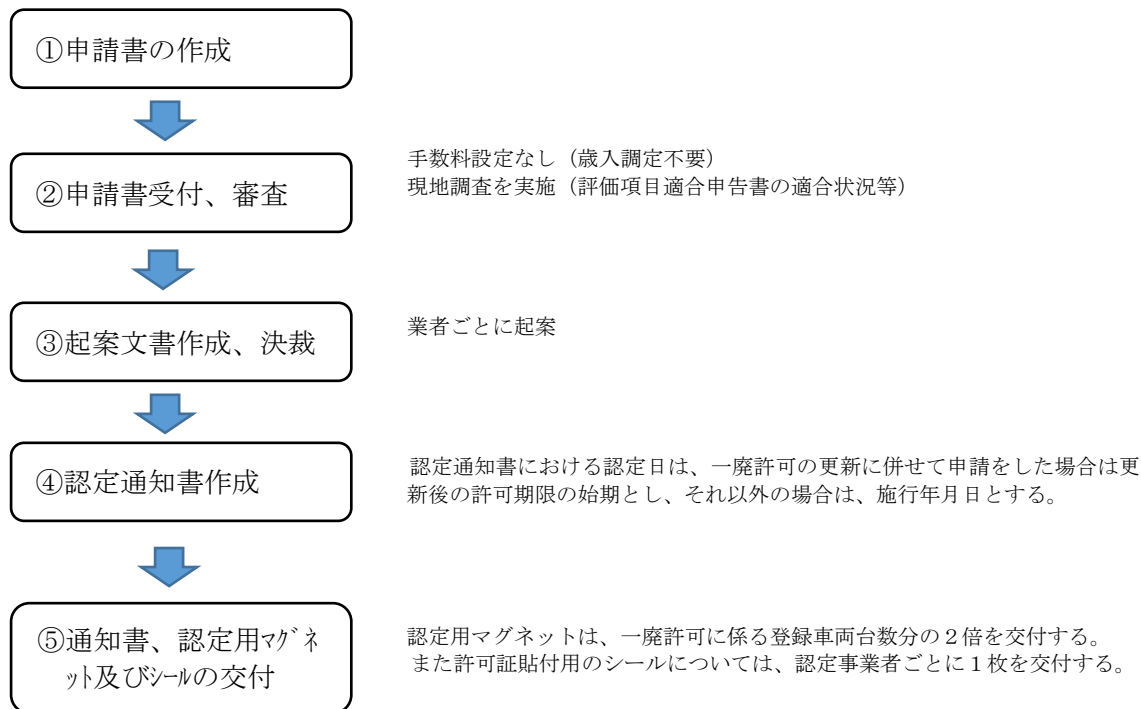 ①申請書の作成
②申請書受付、審査
手数料設定なし（歳入調定不要）
現地調査を実施（評価項目適合申告書の適合状況等）
③起案文書作成、決裁
業者ごとに起案
④認定通知書作成
認定通知書における認定日は、一廃許可の更新に併せて申請をした場合は更
新後の許可期限の始期とし、それ以外の場合は、施行年月日とする。
⑤通知書、認定用ﾏｸﾞﾈ
ｯﾄ及びｼｰﾙの交付
認定用マグネットは、一廃許可に係る登録車両台数分の２倍を交付する。
また許可証貼付用のシールについては、認定事業者ごとに１枚を交付する。